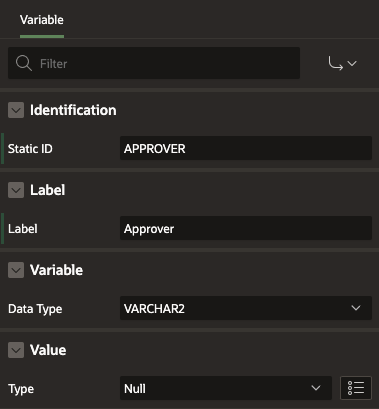 Variable
Filter
Identification
Static ID APPROVER
Label
Label Approver
Variable
Data Type VARCHAR2
Value
Type Null